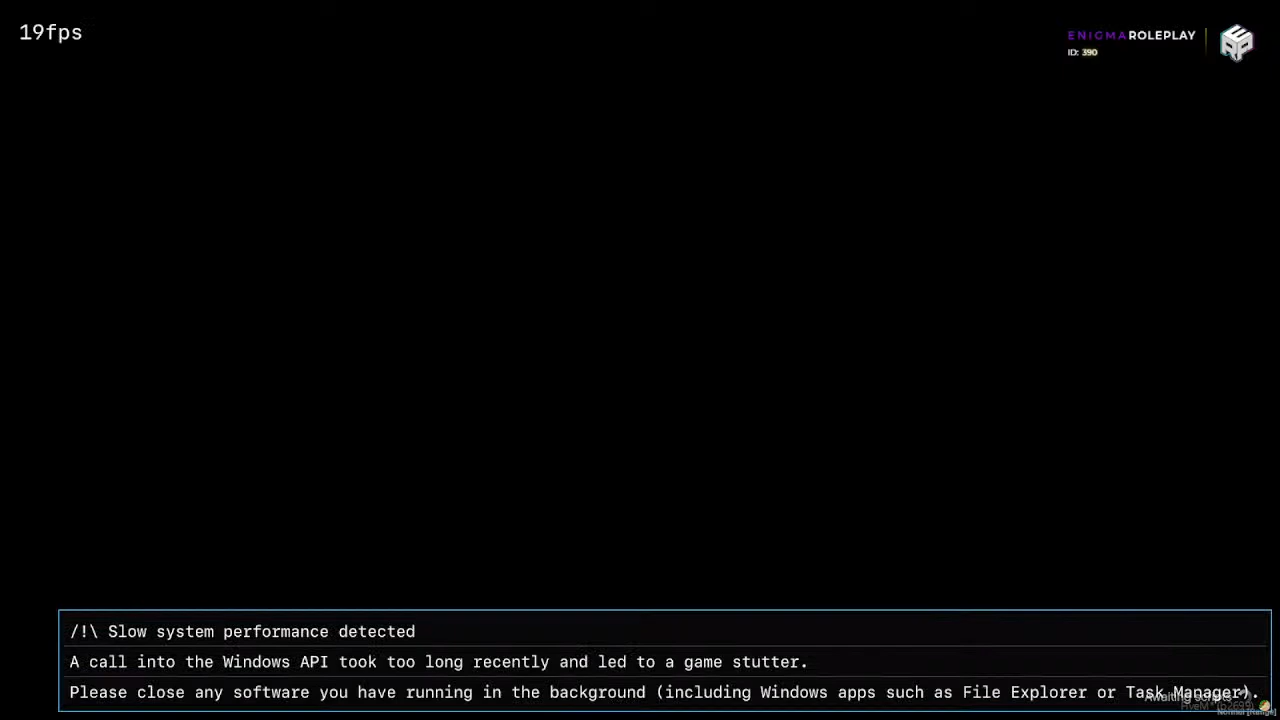 19fps
ENIGMAROLEPLAY
ID: 390
/!\ Slow system performance detected
A call into the Windows API took too long recently and led to a game stutter.
Please close any software you have running in the background (including Windows apps such as File Explorer or Task Manager).
Awaiting scripts